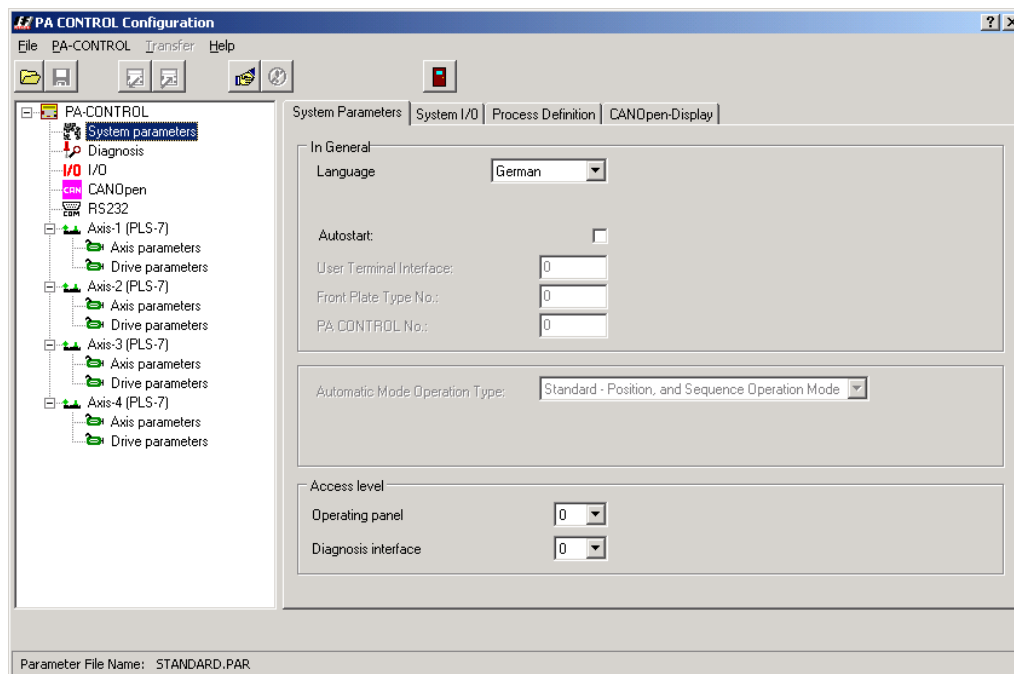 PA CONTROL Configuration
File PA-CONTROL Transfer Help
PA-CONTROL
System parameters
Diagnosis
I/O I/O
CAN CANOpen
COM RS232
Axis-1 (PLS-7)
Axis parameters
Drive parameters
Axis-2 (PLS-7)
Axis parameters
Drive parameters
Axis-3 (PLS-7)
Axis parameters
Drive parameters
Axis-4 (PLS-7)
Axis parameters
Drive parameters
System Parameters System I/O Process Definition CANOpen-Display
In General
Language German
Autostart:
User Terminal Interface: 0
Front Plate Type No.: 0
PA CONTROL No.: 0
Automatic Mode Operation Type: Standard - Position, and Sequence Operation Mode
Access level
Operating panel 0
Diagnosis interface 0
Parameter File Name: STANDARD.PAR